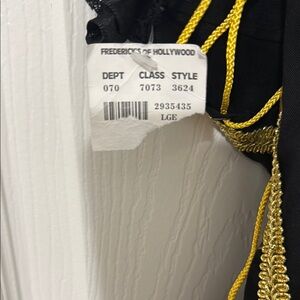 FREDERICK'S OF HOLLYWOOD
DEPT CLASS STYLE
070 7073 3624
2935435
LGE